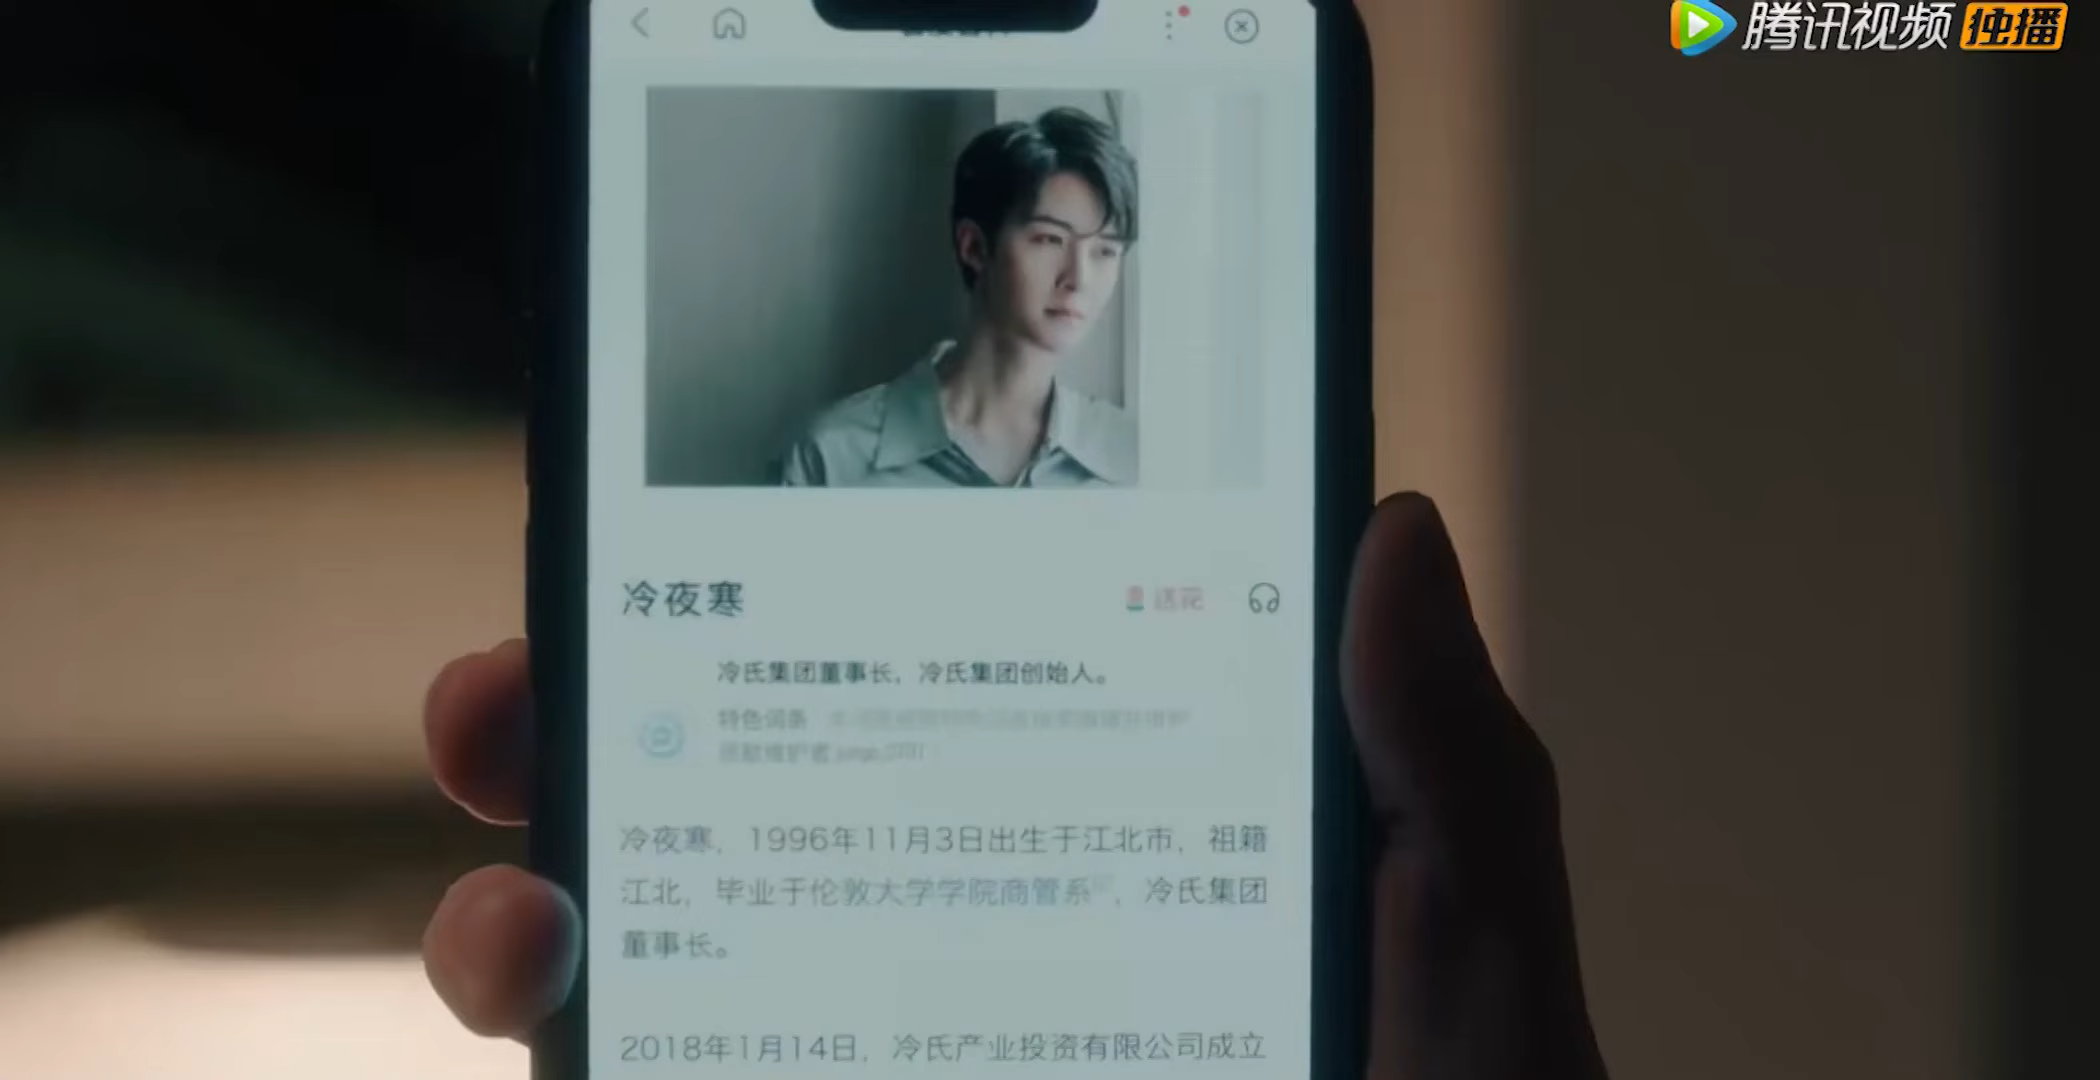 腾讯视频 独播
冷夜寒
送花
冷氏集团董事长，冷氏集团创始人。
特色词条
冷夜寒，1996年11月3日出生于江北市，祖籍
江北，毕业于伦敦大学学院商管系，冷氏集团
董事长。
2018年1月14日，冷氏产业投资有限公司成立